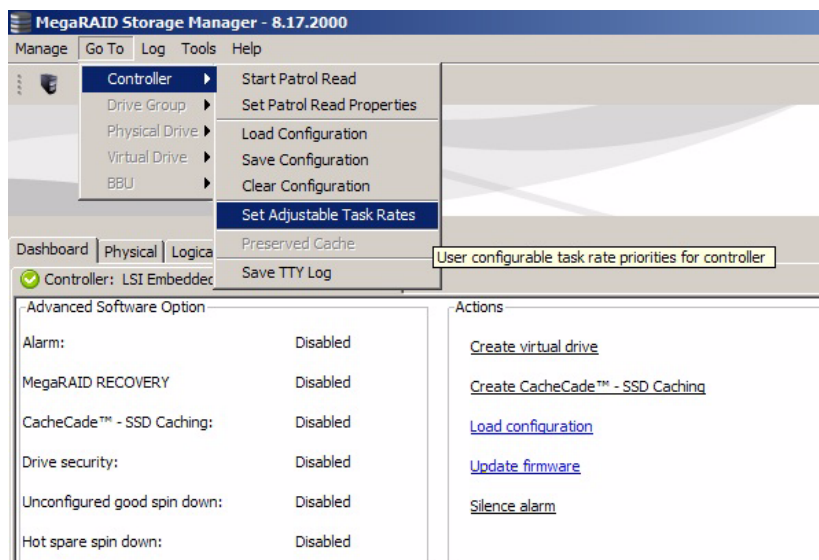 MegaRAID Storage Manager - 8.17.2000
Manage Go To Log Tools Help
Controller
Drive Group
Physical Drive
Virtual Drive
BBU
Start Patrol Read
Set Patrol Read Properties
Load Configuration
Save Configuration
Clear Configuration
Set Adjustable Task Rates
Preserved Cache
Save TTY Log
User configurable task rate priorities for controller
Dashboard Physical Logica
Controller: LSI Embedded
Advanced Software Option
Alarm: Disabled
MegaRAID RECOVERY Disabled
CacheCade™ - SSD Caching: Disabled
Drive security: Disabled
Unconfigured good spin down: Disabled
Hot spare spin down: Disabled
Actions
Create virtual drive
Create CacheCade™ - SSD Caching
Load configuration
Update firmware
Silence alarm